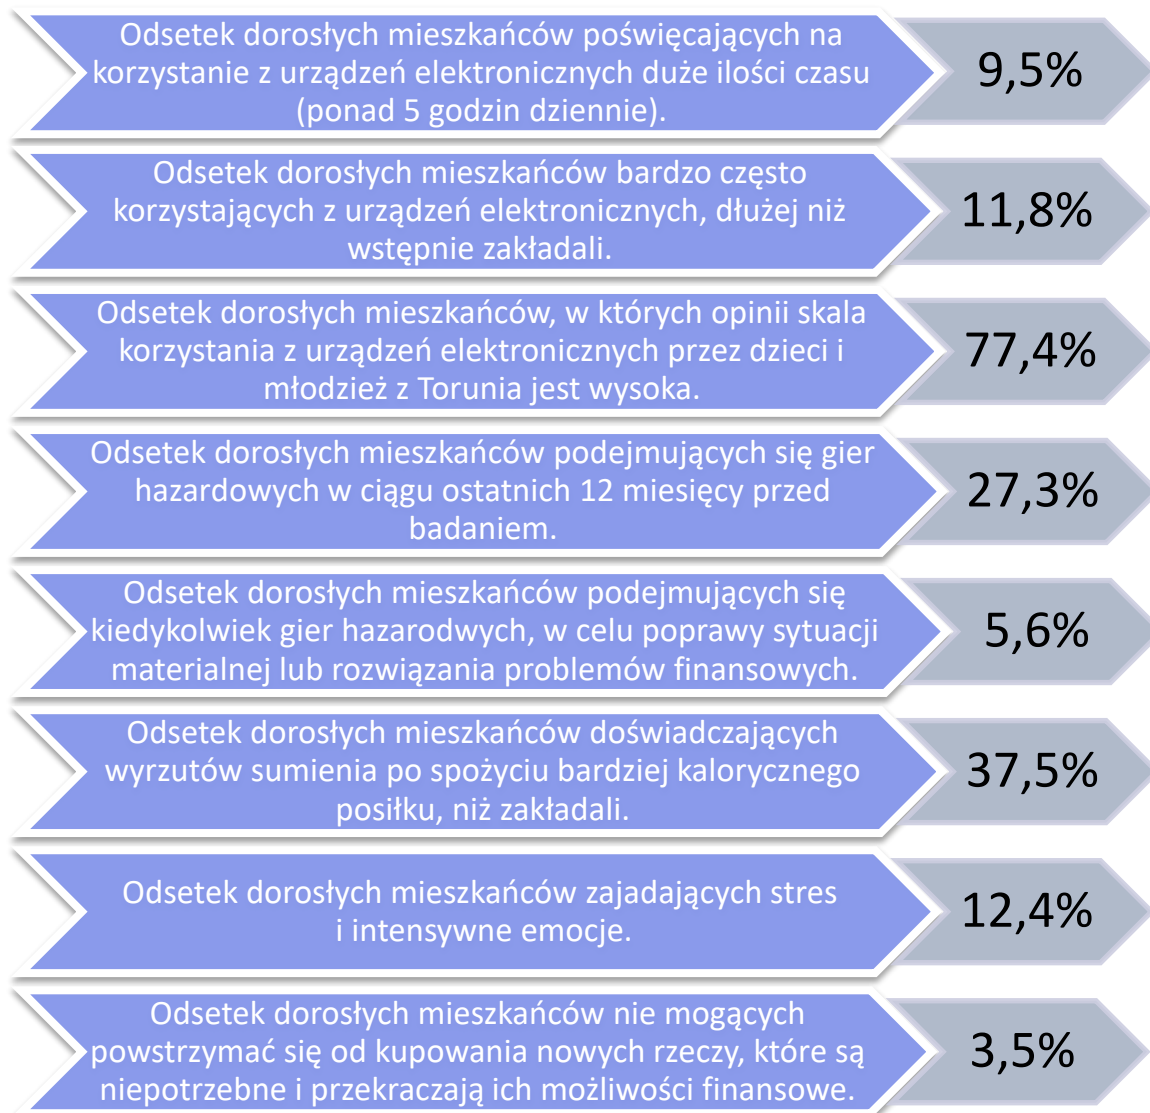 Odsetek dorosłych mieszkańców poświęcających na
korzystanie z urządzeń elektronicznych duże ilości czasu
(ponad 5 godzin dziennie).
9,5%
Odsetek dorosłych mieszkańców bardzo często
korzystających z urządzeń elektronicznych, dłużej niż
wstępnie zakładali.
11,8%
Odsetek dorosłych mieszkańców, w których opinii skala
korzystania z urządzeń elektronicznych przez dzieci i
młodzież z Torunia jest wysoka.
77,4%
Odsetek dorosłych mieszkańców podejmujących się gier
hazardowych w ciągu ostatnich 12 miesięcy przed
badaniem.
27,3%
Odsetek dorosłych mieszkańców podejmujących się
kiedykolwiek gier hazarodwych, w celu poprawy sytuacji
materialnej lub rozwiązania problemów finansowych.
5,6%
Odsetek dorosłych mieszkańców doświadczających
wyrzutów sumienia po spożyciu bardziej kalorycznego
posiłku, niż zakładali.
37,5%
Odsetek dorosłych mieszkańców zajadających stres
i intensywne emocje.
12,4%
Odsetek dorosłych mieszkańców nie mogących
powstrzymać się od kupowania nowych rzeczy, które są
niepotrzebne i przekraczają ich możliwości finansowe.
3,5%